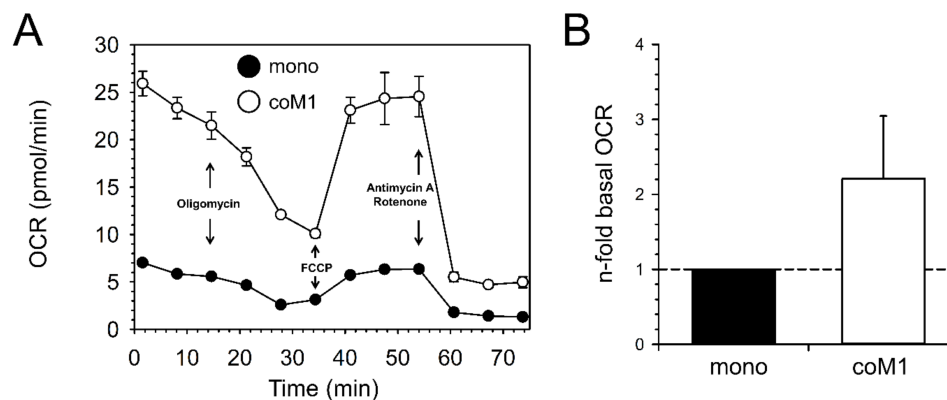 A
OCR (pmol/min)
30
25
20
15
10
5
0
mono
coM1
Oligomycin
FCCP
Antimycin A
Rotenone
0 10 20 30 40 50 60 70
Time (min)
B
n-fold basal OCR
4
3
2
1
0
mono coM1